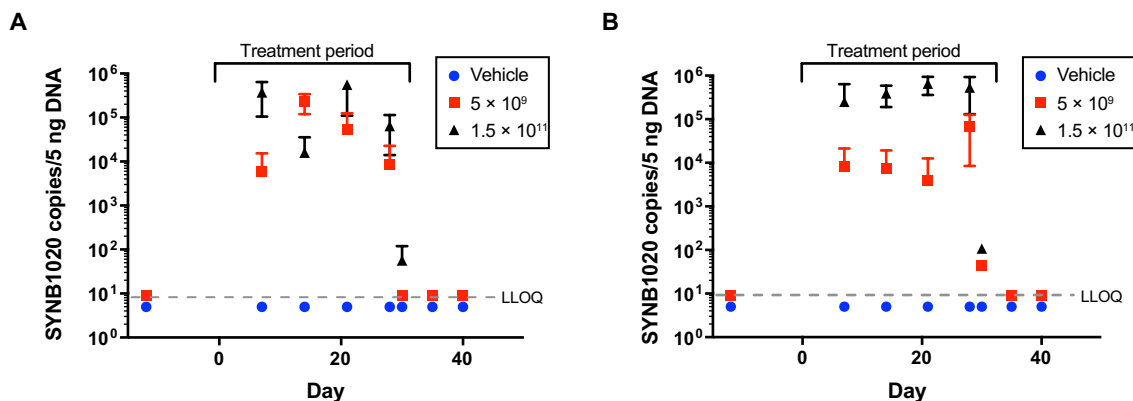 A
Treatment period
SYNB1020 copies/5 ng DNA
10⁶
10⁵
10⁴
10³
10²
10¹
10⁰
0
20
40
Day
LLOQ
Vehicle
5 × 10⁹
1.5 × 10¹¹
B
Treatment period
SYNB1020 copies/5 ng DNA
10⁶
10⁵
10⁴
10³
10²
10¹
10⁰
0
20
40
Day
LLOQ
Vehicle
5 × 10⁹
1.5 × 10¹¹